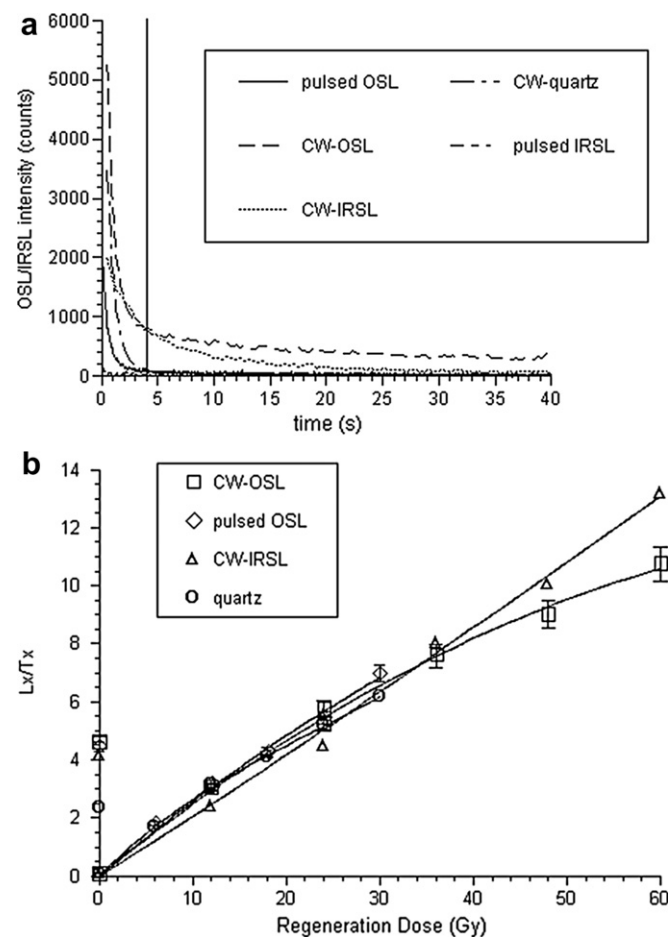 a
6000
5000
4000
3000
2000
1000
0
OSL/IRSL intensity (counts)
pulsed OSL
CW-quartz
CW-OSL
pulsed IRSL
CW-IRSL
0 5 10 15 20 25 30 35 40
time (s)
b
14
12
10
8
6
4
2
0
Lx/Tx
CW-OSL
pulsed OSL
CW-IRSL
quartz
0 10 20 30 40 50 60
Regeneration Dose (Gy)